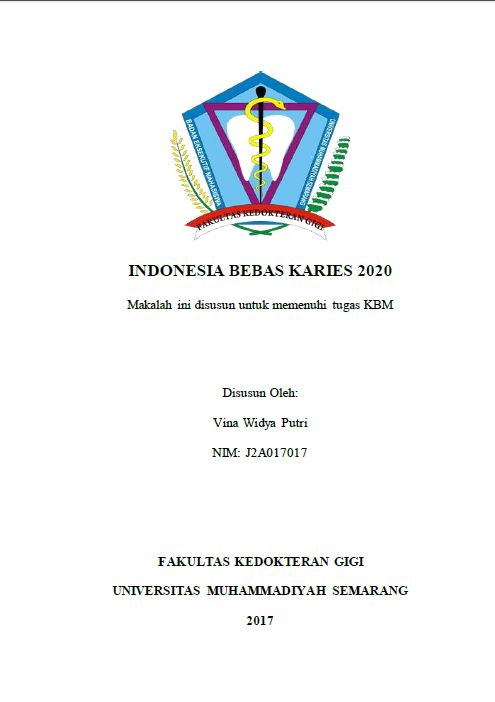 BADAN EKSEKUTIF MAHASISWA
UNIVERSITAS MUHAMMADIYAH SEMARANG
FAKULTAS KEDOKTERAN GIGI
INDONESIA BEBAS KARIES 2020
Makalah ini disusun untuk memenuhi tugas KBM
Disusun Oleh:
Vina Widya Putri
NIM: J2A017017
FAKULTAS KEDOKTERAN GIGI
UNIVERSITAS MUHAMMADIYAH SEMARANG
2017